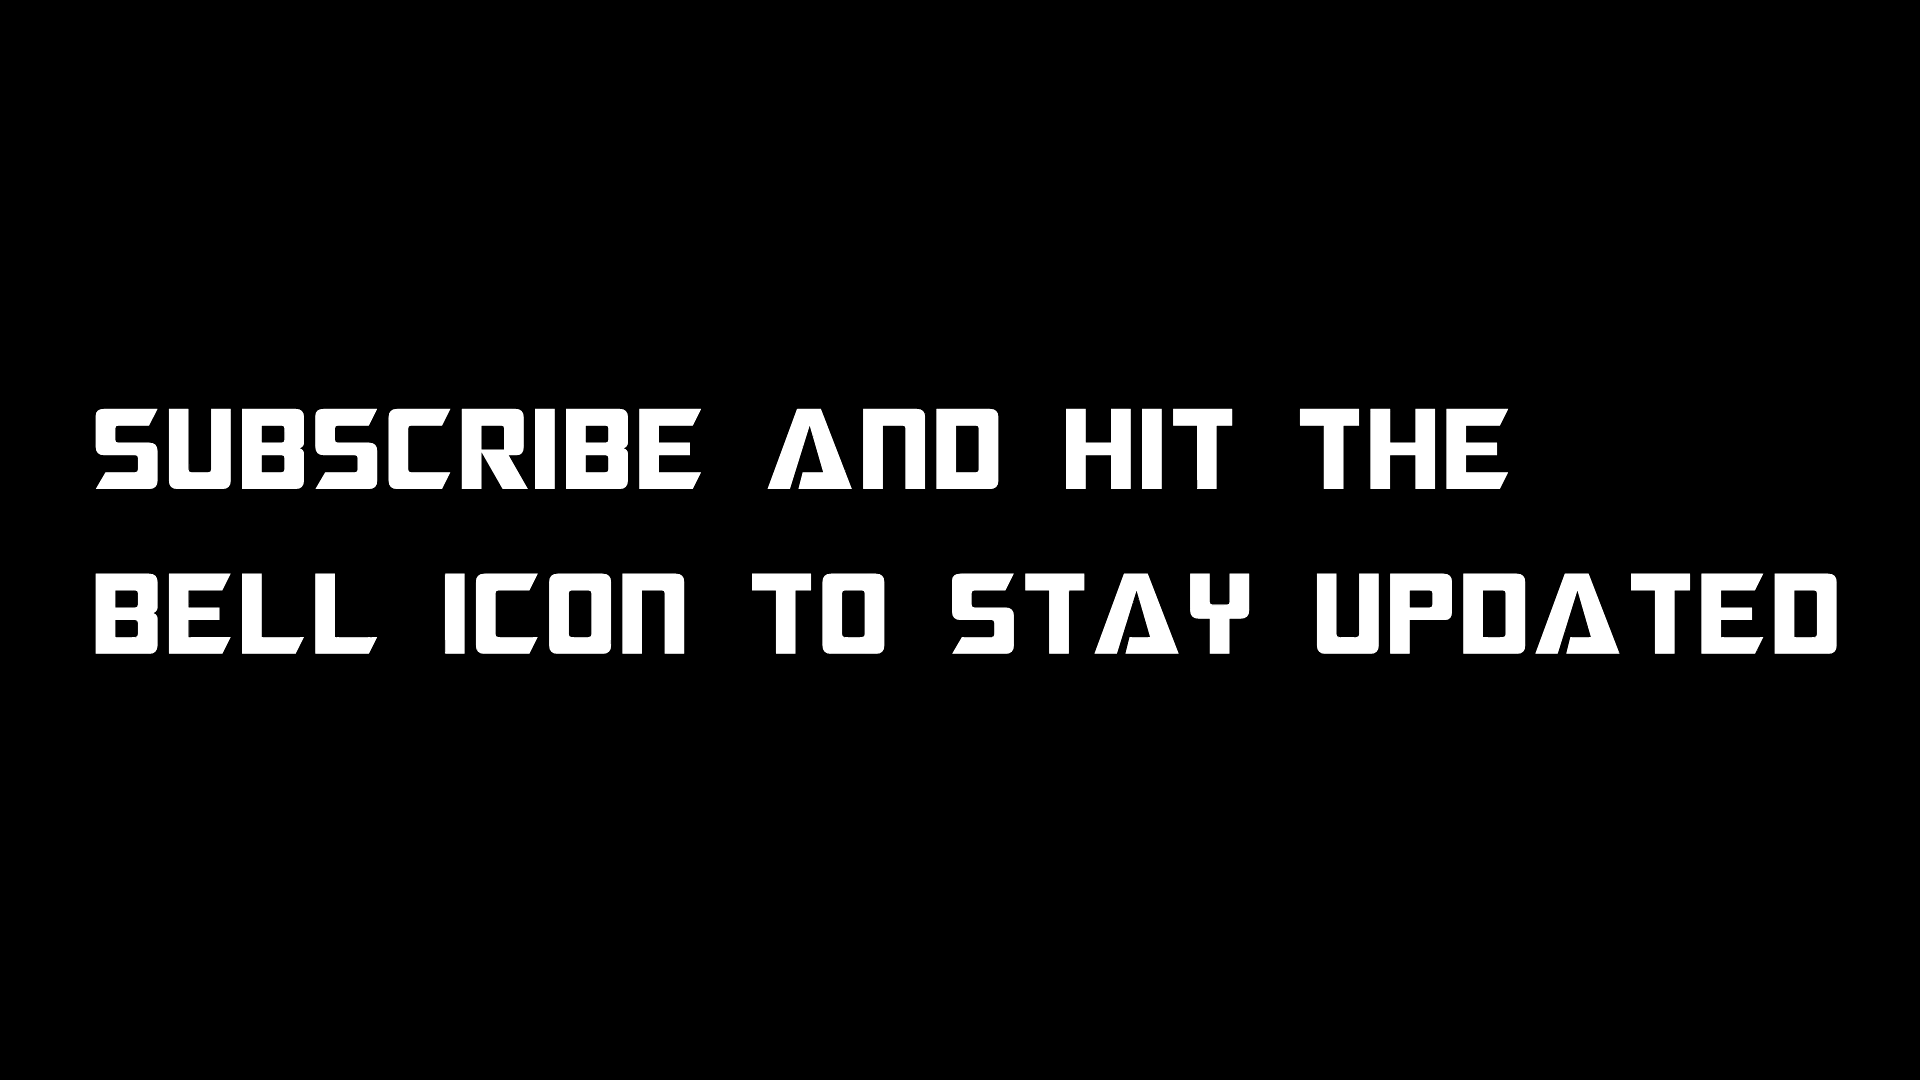 SUBSCRIBE AND HIT THE
BELL ICON TO STAY UPDATED